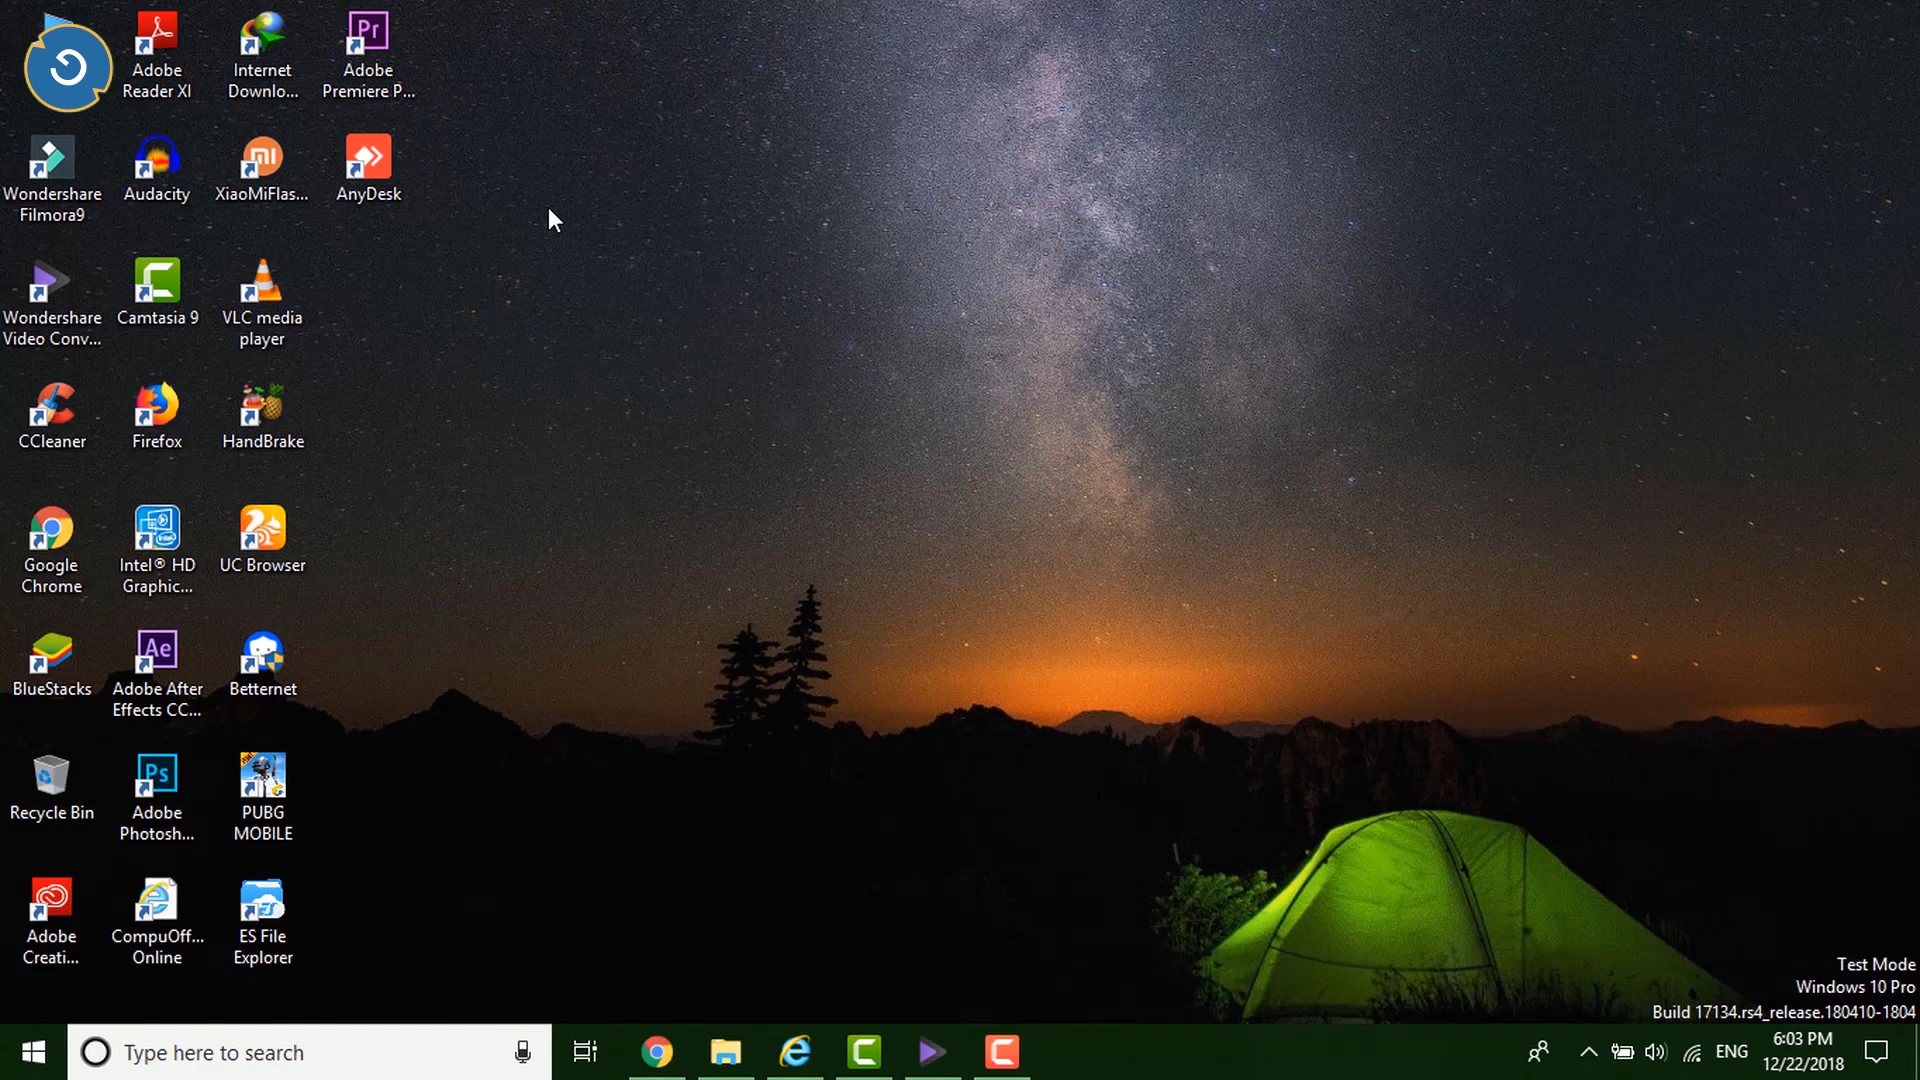 Adobe
Reader XI
Internet
Downlo...
Pr
Adobe
Premiere P...
Wondershare
Filmora9
Audacity
XiaoMiFlas...
AnyDesk
Wondershare
Video Conv...
Camtasia 9
VLC media
player
CCleaner
Firefox
HandBrake
Google
Chrome
Intel® HD
Graphic...
UC Browser
BlueStacks
Ae
Adobe After
Effects CC...
Betternet
Recycle Bin
Ps
Adobe
Photosh...
PUBG
MOBILE
Adobe
Creati...
CompuOff...
Online
ES
ES File
Explorer
Test Mode
Windows 10 Pro
Build 17134.rs4_release.180410-1804
Type here to search
ENG
6:03 PM
12/22/2018